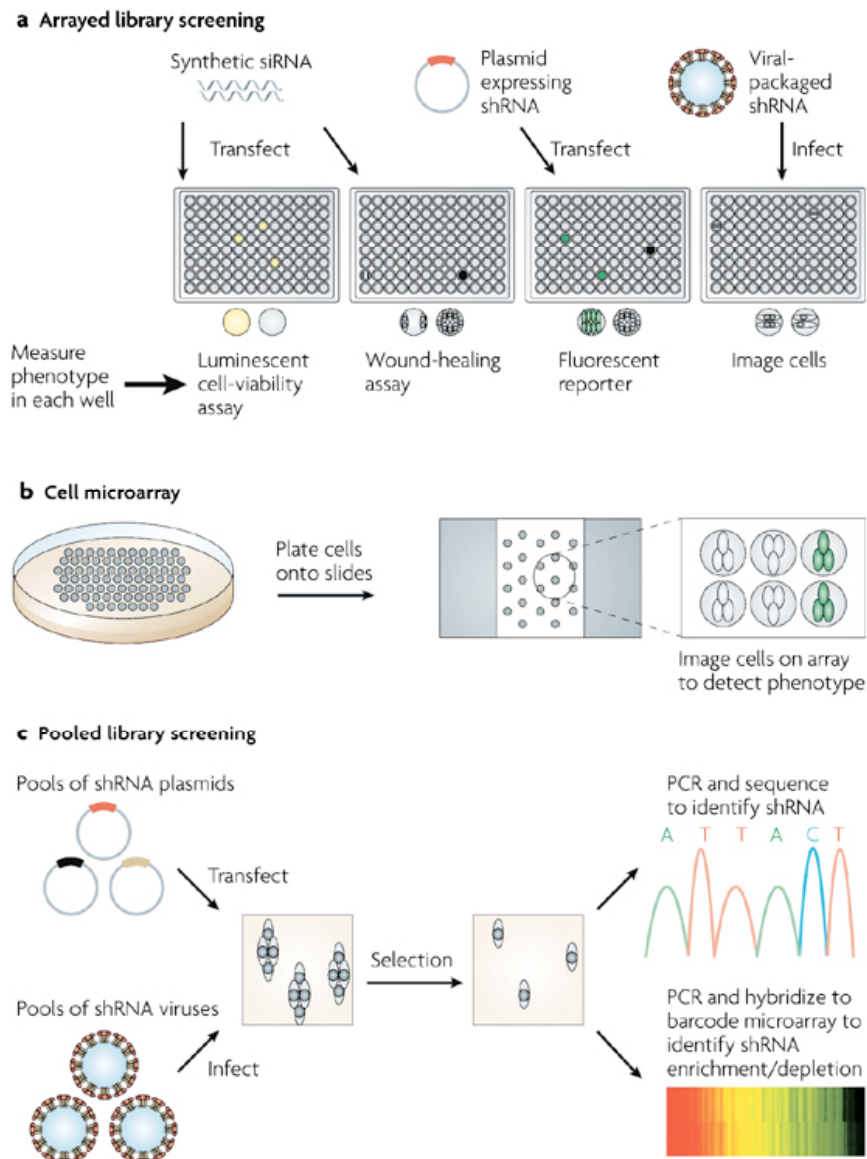 a Arrayed library screening
Synthetic siRNA
Plasmid
expressing
shRNA
Viral-
packaged
shRNA
Transfect
Transfect
Infect
Measure
phenotype
in each well
Luminescent
cell-viability
assay
Wound-healing
assay
Fluorescent
reporter
Image cells
b Cell microarray
Plate cells
onto slides
Image cells on array
to detect phenotype
c Pooled library screening
Pools of shRNA plasmids
Transfect
Pools of shRNA viruses
Infect
Selection
PCR and sequence
to identify shRNA
A T T A C T
PCR and hybridize to
barcode microarray to
identify shRNA
enrichment/depletion